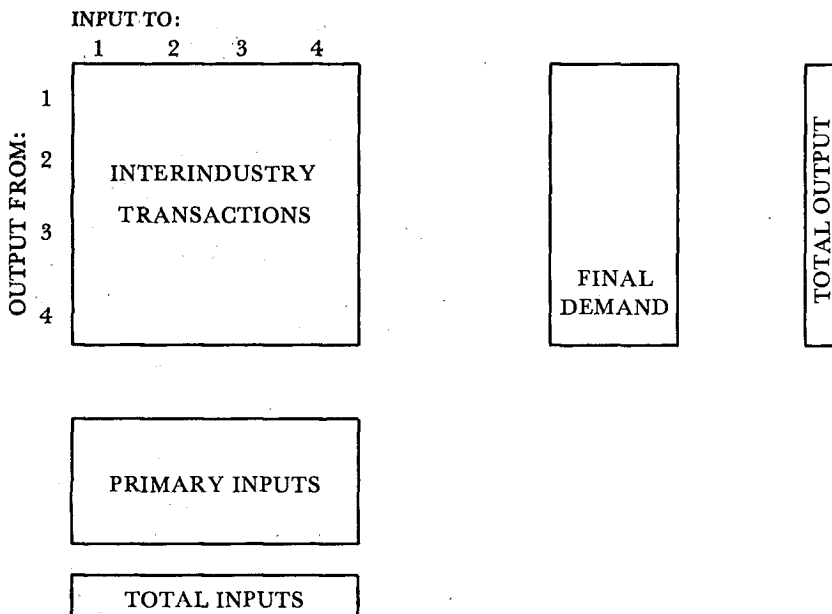 INPUT TO:
1 2 3 4
OUTPUT FROM:
1
2
3
4
INTERINDUSTRY
TRANSACTIONS
FINAL
DEMAND
TOTAL OUTPUT
PRIMARY INPUTS
TOTAL INPUTS